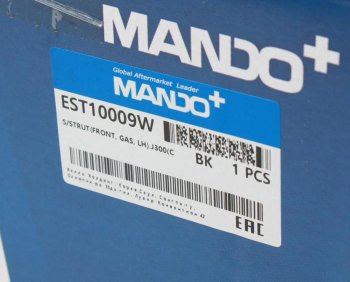 MANDO+
Global Aftermarket Leader
MANDO+
EST10009W
S/STRUT(FRONT, GAS, LH),J300(C
BK 1 PCS
EAC